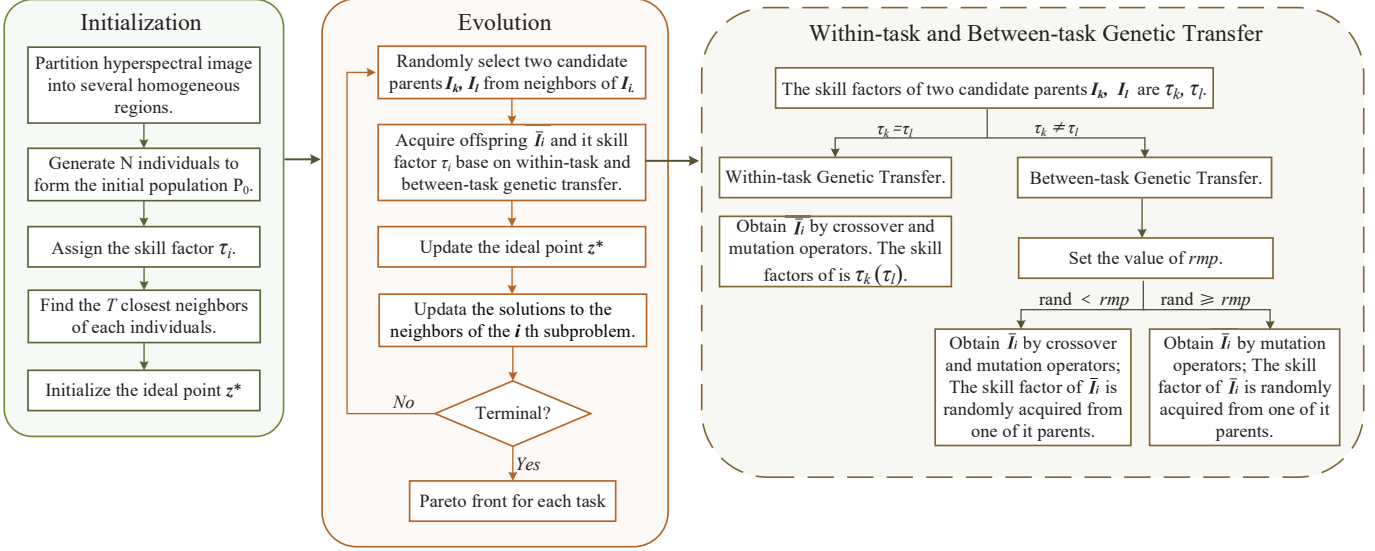 Initialization
Partition hyperspectral image
into several homogeneous
regions.
Generate N individuals to
form the initial population P₀.
Assign the skill factor τᵢ.
Find the T closest neighbors
of each individuals.
Initialize the ideal point z*
Evolution
Randomly select two candidate
parents Iₖ, Iₗ from neighbors of Iᵢ.
Acquire offspring I̅ᵢ and it skill
factor τᵢ base on within-task and
between-task genetic transfer.
Update the ideal point z*
Updata the solutions to the
neighbors of the i th subproblem.
Terminal?
No
Yes
Pareto front for each task
Within-task and Between-task Genetic Transfer
The skill factors of two candidate parents Iₖ, Iₗ are τₖ, τₗ.
τₖ=τₗ
τₖ ≠ τₗ
Within-task Genetic Transfer.
Obtain I̅ᵢ by crossover and
mutation operators. The skill
factors of is τₖ (τₗ).
Between-task Genetic Transfer.
Set the value of rmp.
rand < rmp
rand ⩾ rmp
Obtain I̅ᵢ by crossover
and mutation operators;
The skill factor of I̅ᵢ is
randomly acquired from
one of it parents.
Obtain I̅ᵢ by mutation
operators; The skill
factor of I̅ᵢ is randomly
acquired from one of it
parents.